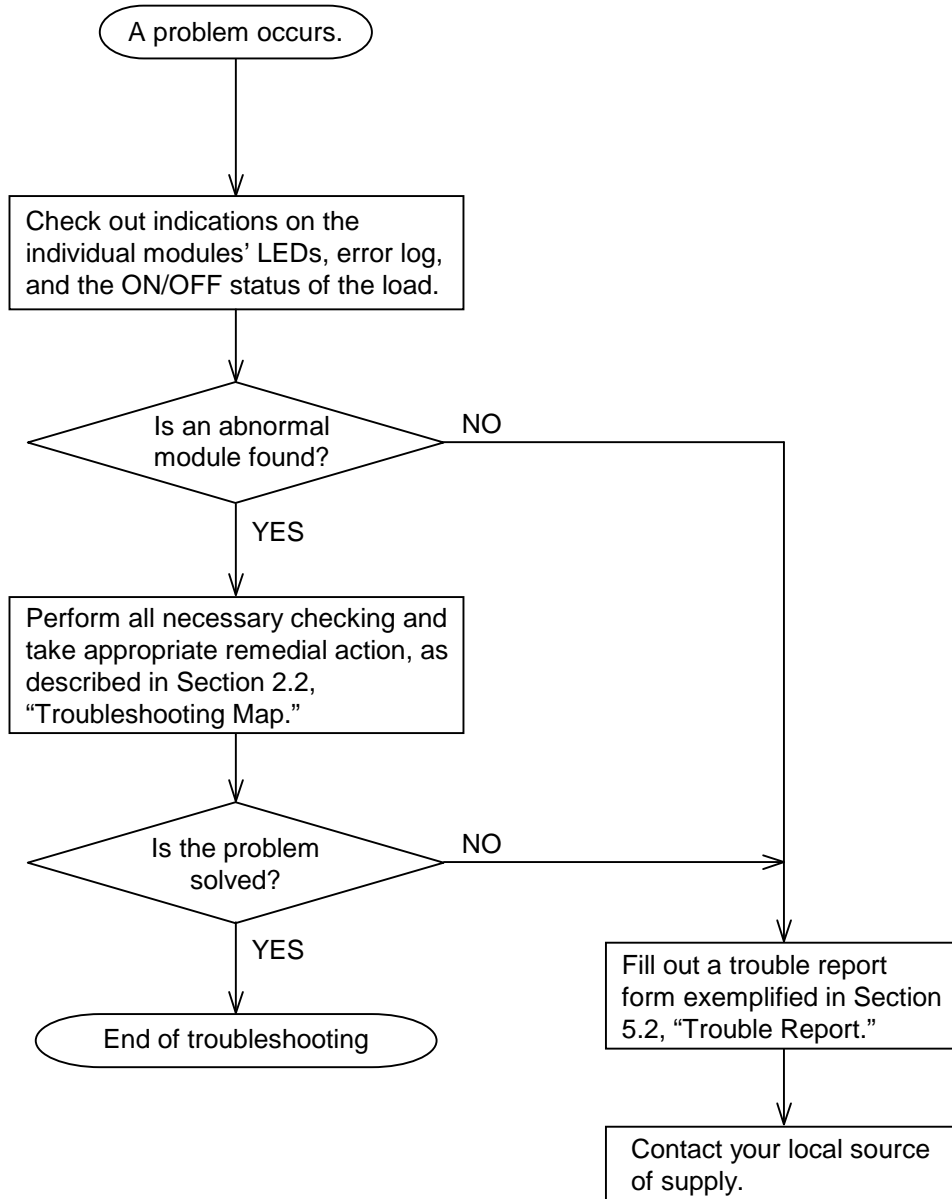 A problem occurs.
Check out indications on the
individual modules’ LEDs, error log,
and the ON/OFF status of the load.
Is an abnormal
module found?
NO
YES
Perform all necessary checking and
take appropriate remedial action, as
described in Section 2.2,
“Troubleshooting Map.”
Is the problem
solved?
NO
YES
End of troubleshooting
Fill out a trouble report
form exemplified in Section
5.2, “Trouble Report.”
Contact your local source
of supply.